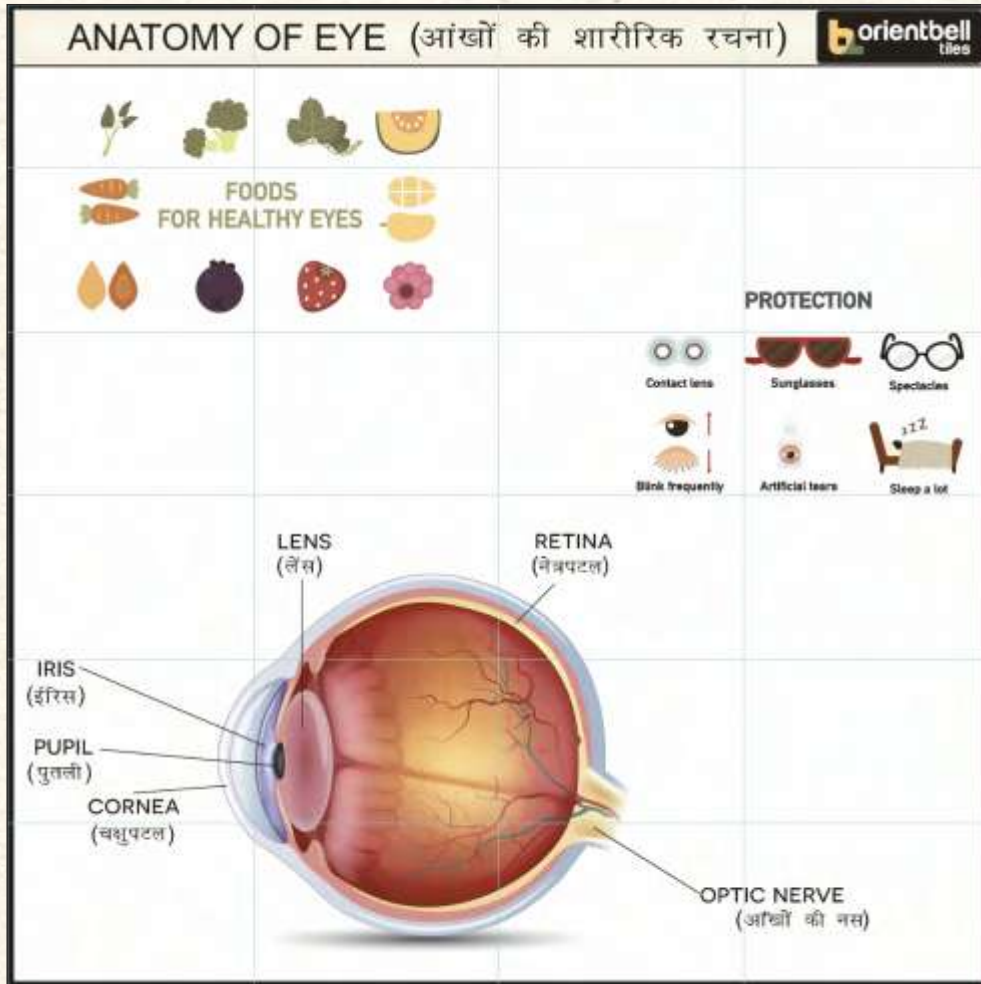 ANATOMY OF EYE (आंखों की शारीरिक रचना)
orientbell
tiles
FOODS
FOR HEALTHY EYES
PROTECTION
Contact lens
Sunglasses
Spectacles
Blink frequently
Artificial tears
zzZ
Sleep a lot
LENS
(लेंस)
RETINA
(नेत्रपटल)
IRIS
(ईरिस)
PUPIL
(पुतली)
CORNEA
(चक्षुपटल)
OPTIC NERVE
(आँखों की नस)